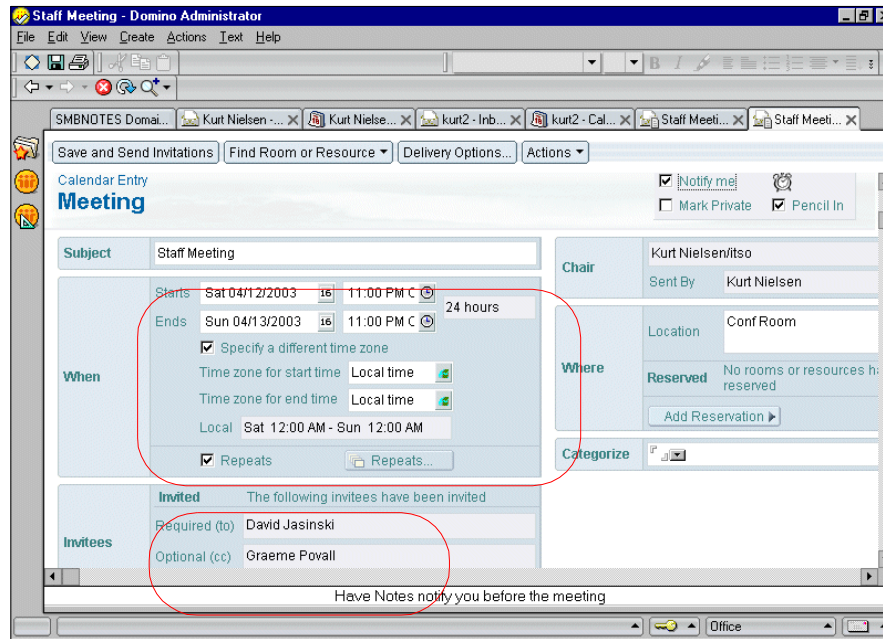 Staff Meeting - Domino Administrator
File Edit View Create Actions Text Help
B I
SMBNOTES Domai... Kurt Nielsen -... Kurt Nielse... kurt2 - Inb... kurt2 - Cal... Staff Meeti... Staff Meeti...
Save and Send Invitations Find Room or Resource Delivery Options... Actions
Calendar Entry
Meeting
Notify me
Mark Private Pencil In
Subject Staff Meeting
Chair Kurt Nielsen/itso
Sent By Kurt Nielsen
When
Starts Sat 04/12/2003 16 11:00 PM C
24 hours
Ends Sun 04/13/2003 16 11:00 PM C
Specify a different time zone
Time zone for start time Local time
Time zone for end time Local time
Local Sat 12:00 AM - Sun 12:00 AM
Repeats Repeats...
Where
Location Conf Room
Reserved No rooms or resources ha
reserved
Add Reservation
Categorize
Invitees
Invited The following invitees have been invited
Required (to) David Jasinski
Optional (cc) Graeme Povall
Have Notes notify you before the meeting
Office